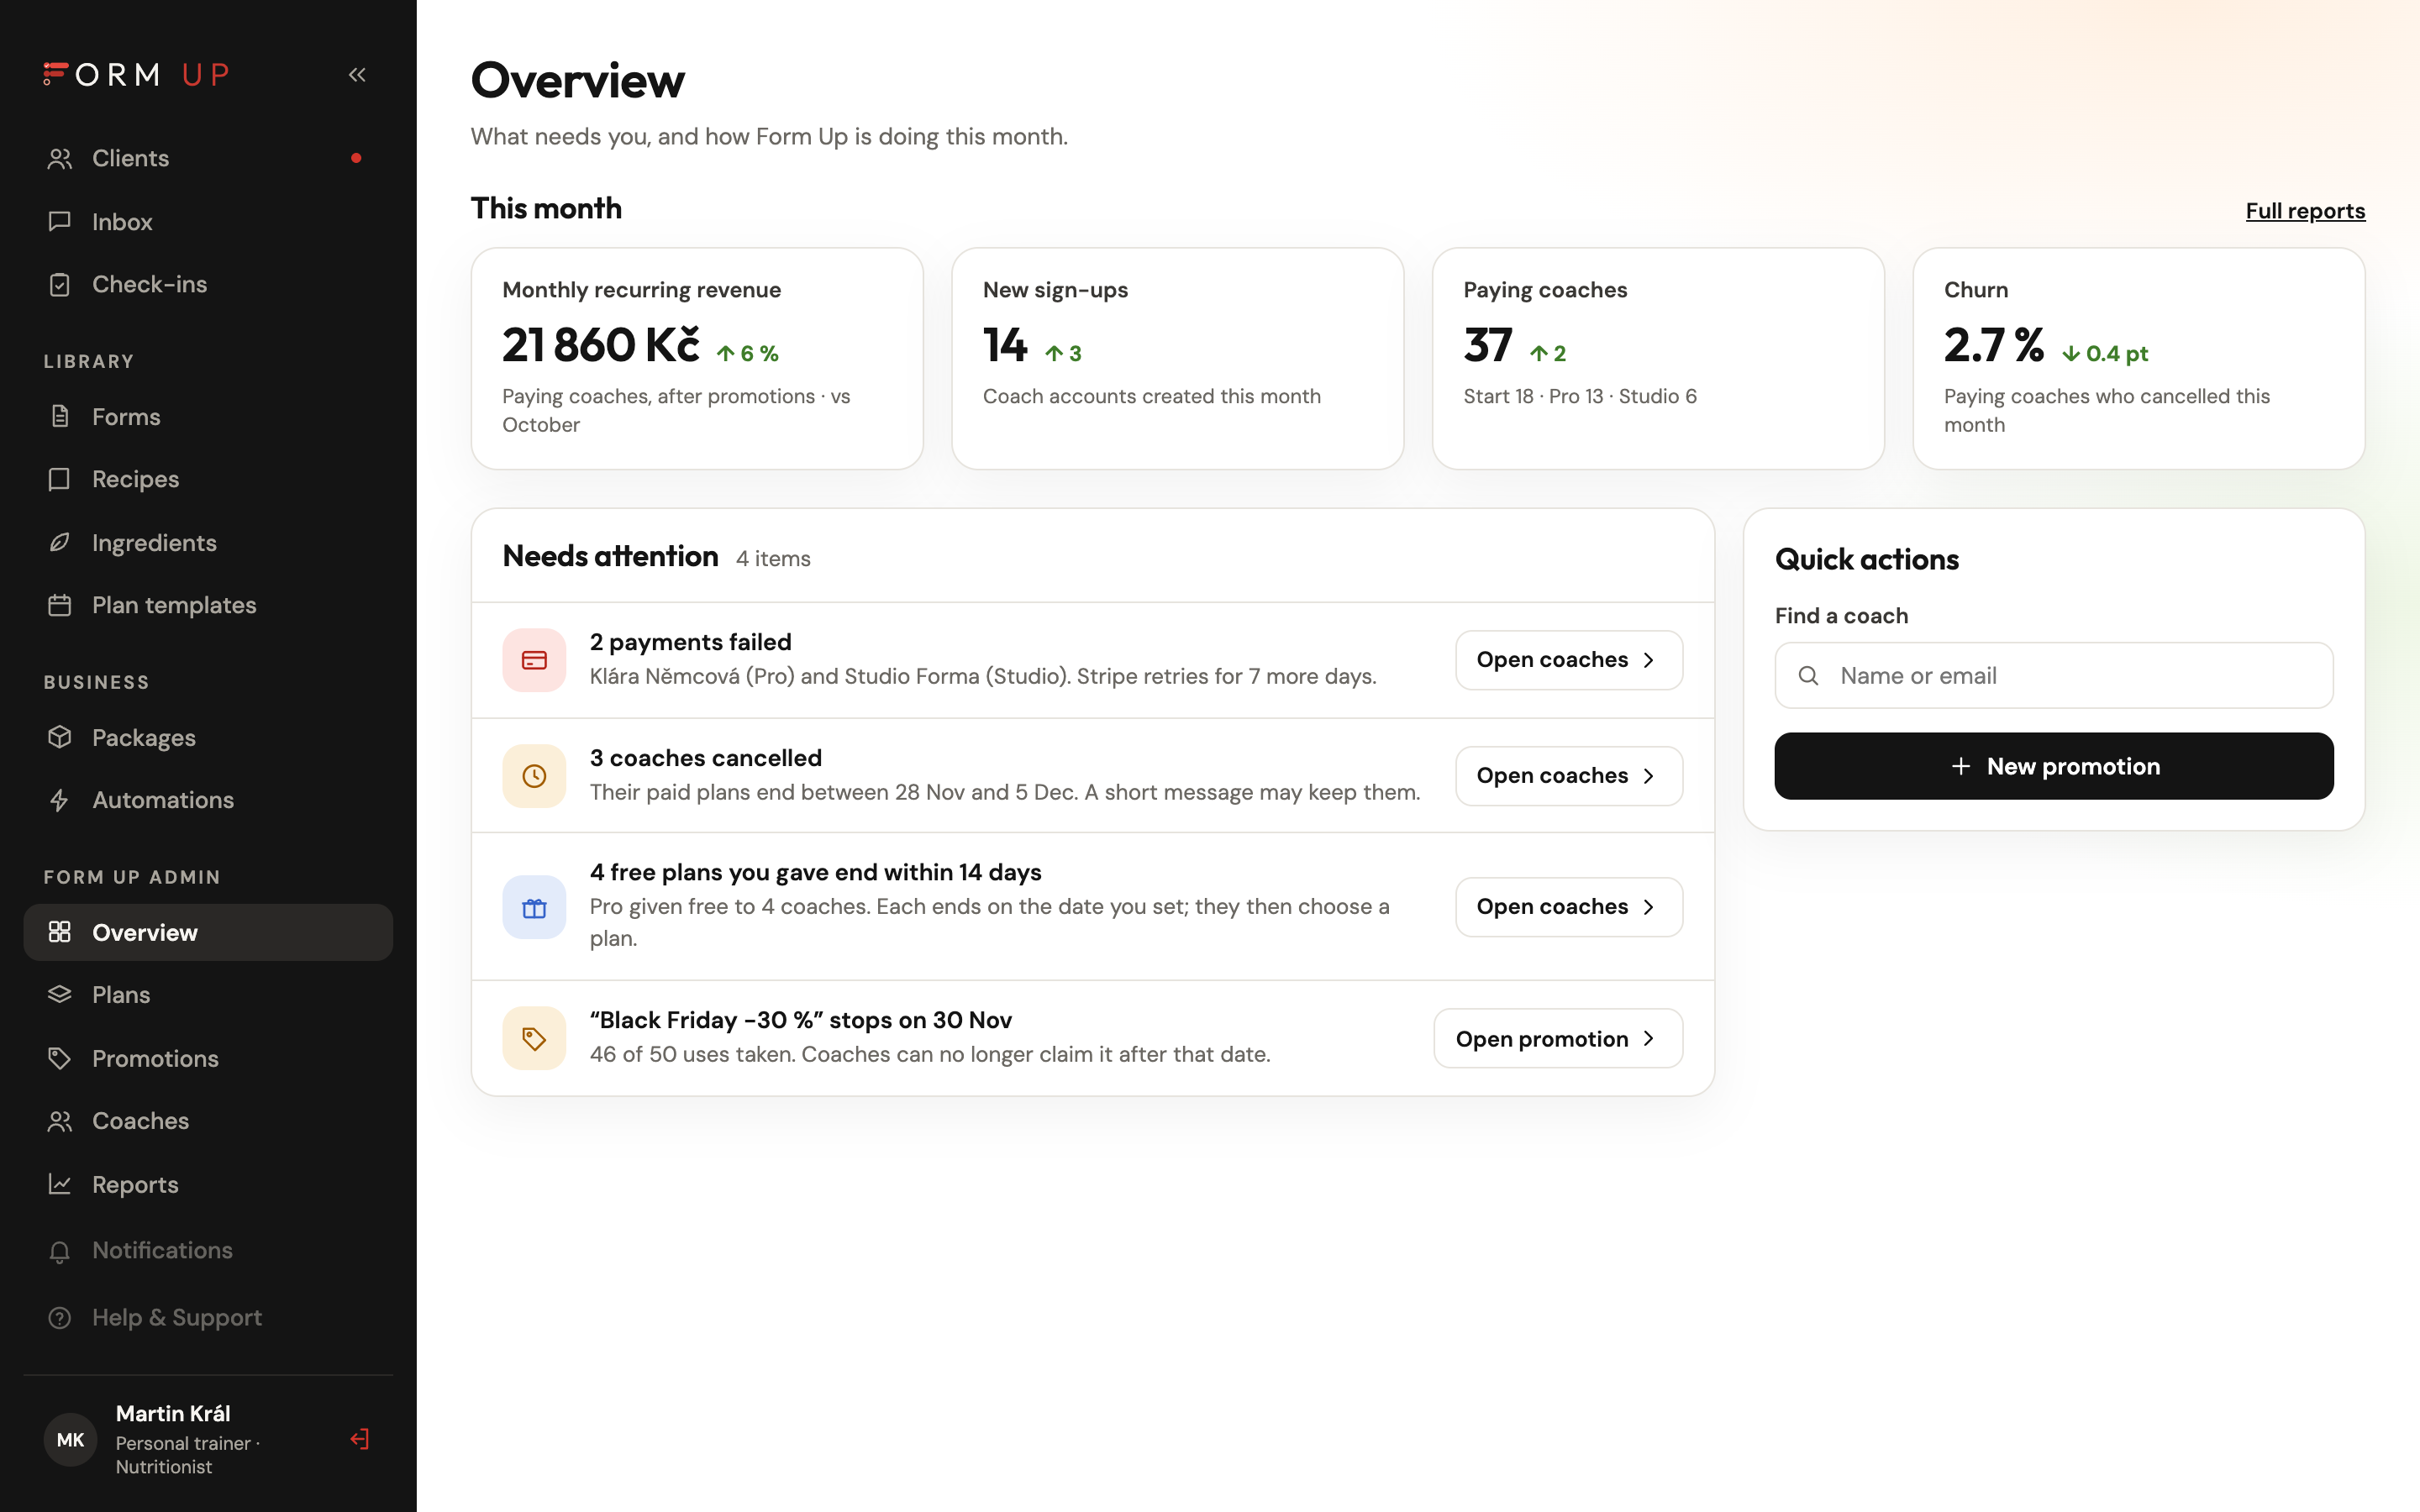 FORM UP
Clients
Inbox
Check-ins
LIBRARY
Forms
Recipes
Ingredients
Plan templates
BUSINESS
Packages
Automations
FORM UP ADMIN
Overview
Plans
Promotions
Coaches
Reports
Notifications
Help & Support
MK
Martin Král
Personal trainer ·
Nutritionist
Overview
What needs you, and how Form Up is doing this month.
This month
Full reports
Monthly recurring revenue
21 860 Kč ↑ 6 %
Paying coaches, after promotions · vs
October
New sign-ups
14 ↑ 3
Coach accounts created this month
Paying coaches
37 ↑ 2
Start 18 · Pro 13 · Studio 6
Churn
2.7 % ↓ 0.4 pt
Paying coaches who cancelled this
month
Needs attention 4 items
2 payments failed
Klára Němcová (Pro) and Studio Forma (Studio). Stripe retries for 7 more days.
Open coaches
3 coaches cancelled
Their paid plans end between 28 Nov and 5 Dec. A short message may keep them.
Open coaches
4 free plans you gave end within 14 days
Pro given free to 4 coaches. Each ends on the date you set; they then choose a
plan.
Open coaches
“Black Friday −30 %” stops on 30 Nov
46 of 50 uses taken. Coaches can no longer claim it after that date.
Open promotion
Quick actions
Find a coach
Name or email
+ New promotion